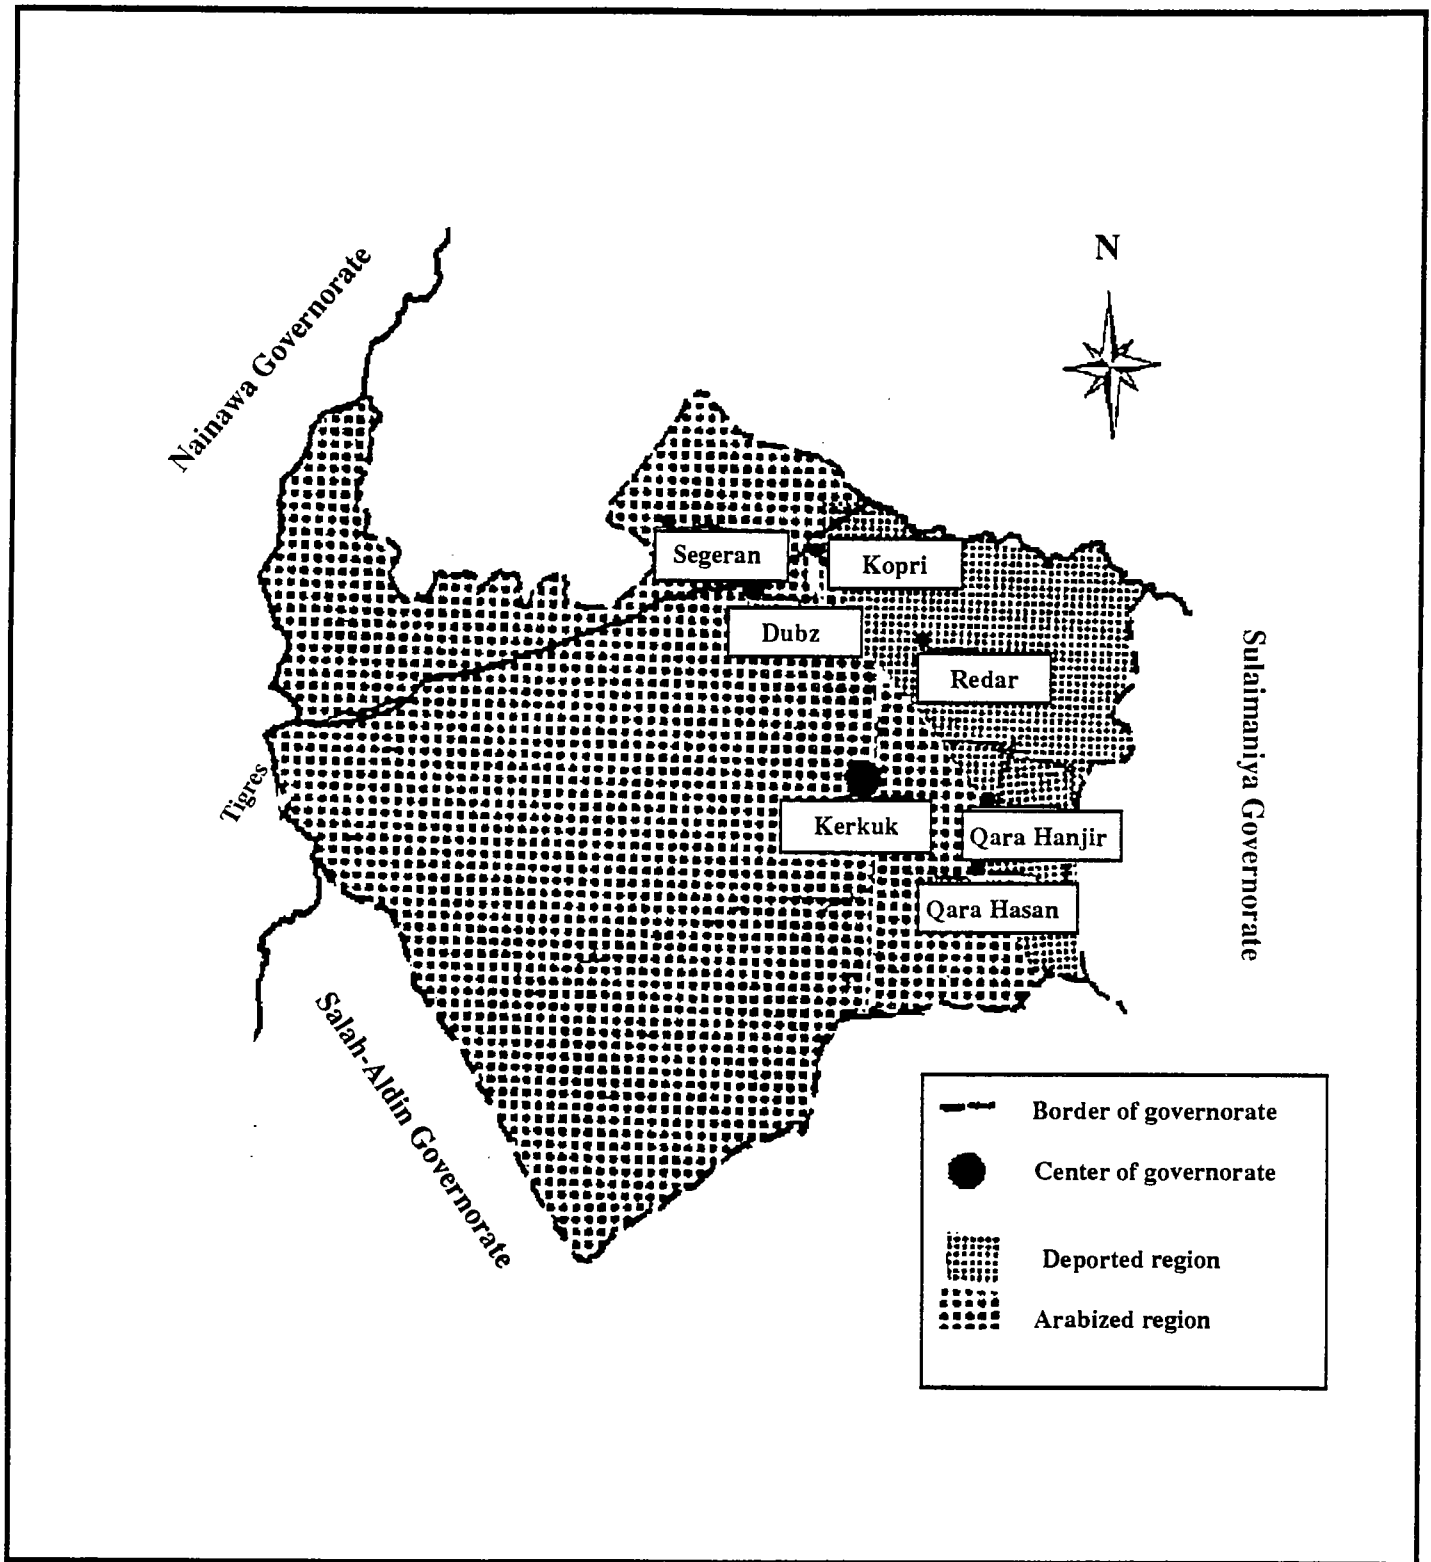 N
Nainawa Governorate
Segeran
Kopri
Dubz
Redar
Sulaimaniya Governorate
Tigres
Kerkuk
Qara Hanjir
Qara Hasan
Salah-Aldin Governorate
Border of governorate
Center of governorate
Deported region
Arabized region